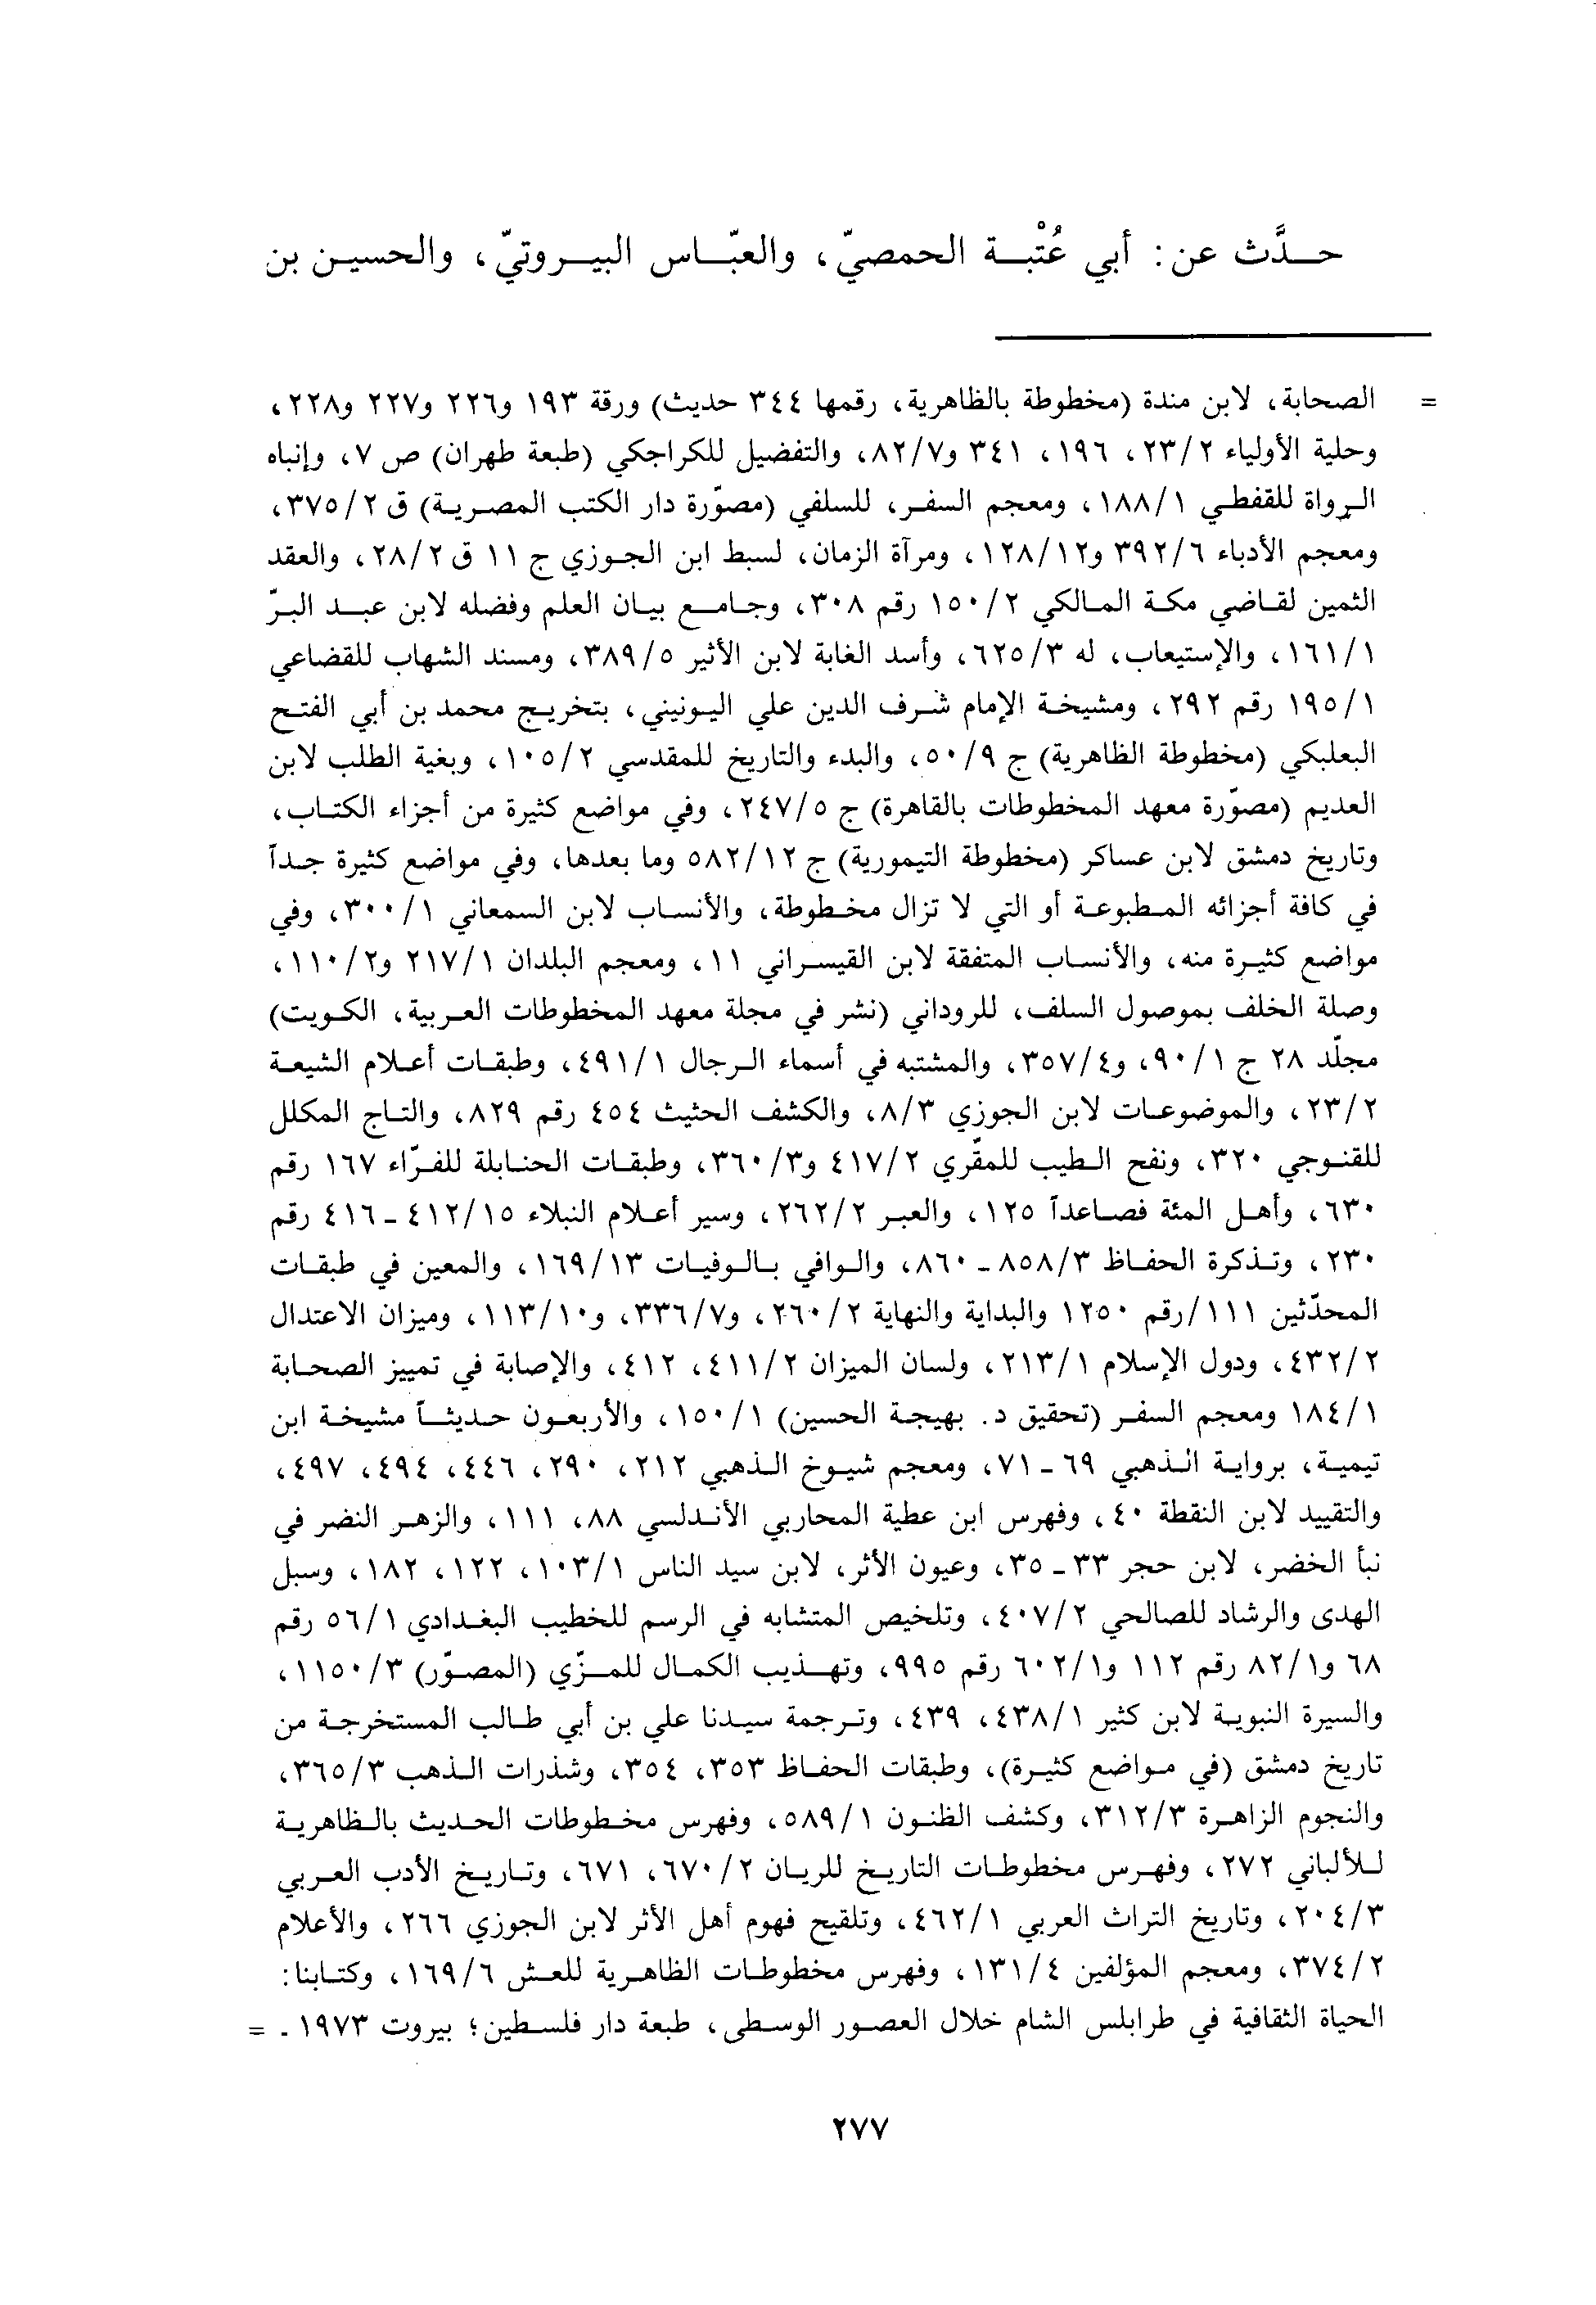 حـدَّث عن: أبي عُتْبـة الحمصيّ، والعبّـاس البيـروتيّ، والحسيـن بن
= الصحابة، لابن مندة (مخطوطة بالظاهرية، رقمها ٣٤٤ حديث) ورقة ١٩٣ و٢٢٦ و٢٢٧ و٢٢٨،
وحلية الأولياء ٢/٢٣، ١٩٦، ٣٤١ و٨٢/٧، والتفضيل للكراجكي (طبعة طهران) ص ٧، وإنباه
الرواة للقفطي ١٨٨/١، ومعجم السفر، للسلفي (مصوّرة دار الكتب المصرية) ق ٣٧٥/٢،
ومعجم الأدباء ٣٩٢/٦ و١٢٨/١٢، ومرآة الزمان، لسبط ابن الجوزي ج ١١ ق ٢٨/٢، والعقد
الثمين لقاضي مكة المالكي ١٥٠/٢ رقم ٣٠٨، وجامع بيان العلم وفضله لابن عبد البرّ
١٦١/١، والإستيعاب، له ٦٢٥/٣، وأسد الغابة لابن الأثير ٣٨٩/٥، ومسند الشهاب للقضاعي
١٩٥/١ رقم ٢٩٢، ومشيخة الإمام شرف الدين علي اليونيني، بتخريج محمد بن أبي الفتح
البعلبكي (مخطوطة الظاهرية) ج ٥٠/٩، والبدء والتاريخ للمقدسي ١٠٥/٢، وبغية الطلب لابن
العديم (مصوّرة معهد المخطوطات بالقاهرة) ج ٢٤٧/٥، وفي مواضع كثيرة من أجزاء الكتاب،
وتاريخ دمشق لابن عساكر (مخطوطة التيمورية) ج ٥٨٢/١٢ وما بعدها، وفي مواضع كثيرة جداً
في كافة أجزائه المطبوعة أو التي لا تزال مخطوطة، والأنساب لابن السمعاني ٣٠٠/١، وفي
مواضع كثيرة منه، والأنساب المتفقة لابن القيسراني ١١، ومعجم البلدان ٢١٧/١ و١١٠/٢،
وصلة الخلف بموصول السلف، للروداني (نشر في مجلة معهد المخطوطات العربية، الكويت)
مجلّد ٢٨ ج ٩٠/١، و٣٥٧/٤، والمشتبه في أسماء الرجال ٤٩١/١، وطبقات أعلام الشيعة
٢٣/٢، والموضوعات لابن الجوزي ٨/٣، والكشف الحثيث ٤٥٤ رقم ٨٢٩، والتاج المكلل
للقنوجي ٣٢٠، ونفح الطيب للمقّري ٤١٧/٢ و٣٦٠/٣، وطبقات الحنابلة للفرّاء ١٦٧ رقم
٦٣٠، وأهل المئة فصاعداً ١٢٥، والعبر ٢٦٢/٢، وسير أعلام النبلاء ٤١٢/١٥ - ٤١٦ رقم
٢٣٠، وتذكرة الحفاظ ٨٥٨/٣ - ٨٦٠، والوافي بالوفيات ١٦٩/١٣، والمعين في طبقات
المحدّثين ١١١/رقم ١٢٥٠ والبداية والنهاية ٢٦٠/٢، و٣٣٦/٧، و١١٣/١٠، وميزان الاعتدال
٤٣٢/٢، ودول الإسلام ٢١٣/١، ولسان الميزان ٤١١/٢، ٤١٢، والإصابة في تمييز الصحابة
١٨٤/١ ومعجم السفر (تحقيق د. بهيجة الحسين) ١٥٠/١، والأربعون حديثاً مشيخة ابن
تيمية، برواية الذهبي ٦٩ - ٧١، ومعجم شيوخ الذهبي ٢١٢، ٢٩٠، ٤٤٦، ٤٩٤، ٤٩٧،
والتقييد لابن النقطة ٤٠، وفهرس ابن عطية المحاربي الأندلسي ٨٨، ١١١، والزهر النضر في
نبأ الخضر، لابن حجر ٣٣ - ٣٥، وعيون الأثر، لابن سيد الناس ١٠٣/١، ١٢٢، ١٨٢، وسبل
الهدى والرشاد للصالحي ٤٠٧/٢، وتلخيص المتشابه في الرسم للخطيب البغدادي ٥٦/١ رقم
٦٨ و٨٢/١ رقم ١١٢ و٦٠٢/١ رقم ٩٩٥، وتهذيب الكمال للمزّي (المصوّر) ١١٥٠/٣،
والسيرة النبوية لابن كثير ٤٣٨/١، ٤٣٩، وترجمة سيدنا علي بن أبي طالب المستخرجة من
تاريخ دمشق (في مواضع كثيرة)، وطبقات الحفاظ ٣٥٣، ٣٥٤، وشذرات الذهب ٣٦٥/٣،
والنجوم الزاهرة ٣١٢/٣، وكشف الظنون ٥٨٩/١، وفهرس مخطوطات الحديث بالظاهرية
للألباني ٢٧٢، وفهرس مخطوطات التاريخ للريان ٦٧٠/٢، ٦٧١، وتاريخ الأدب العربي
٢٠٤/٣، وتاريخ التراث العربي ٤٦٢/١، وتلقيح فهوم أهل الأثر لابن الجوزي ٢٦٦، والأعلام
٣٧٤/٢، ومعجم المؤلفين ١٣١/٤، وفهرس مخطوطات الظاهرية للعش ١٦٩/٦، وكتابنا:
الحياة الثقافية في طرابلس الشام خلال العصور الوسطى، طبعة دار فلسطين؛ بيروت ١٩٧٣ - =
٢٧٧